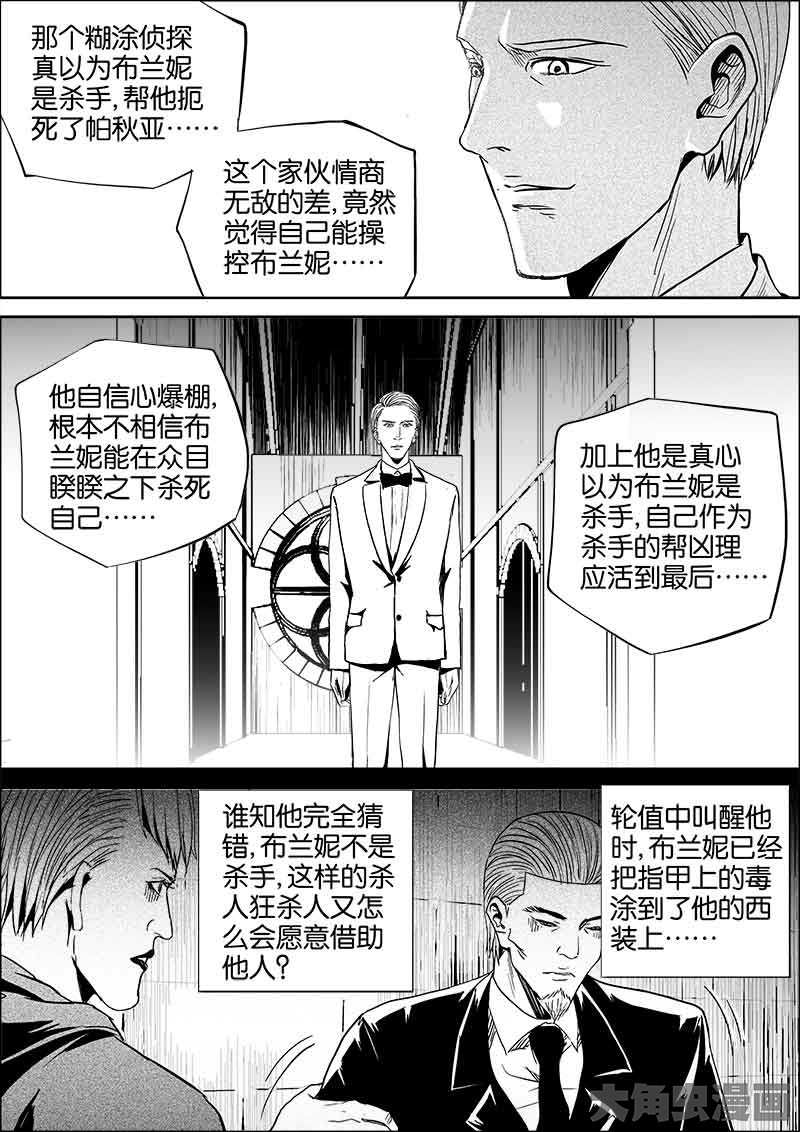 那个糊涂侦探
真以为布兰妮
是杀手,帮他扼
死了帕秋亚……
这个家伙情商
无敌的差,竟然
觉得自己能操
控布兰妮……
他自信心爆棚,
根本不相信布
兰妮能在众目
睽睽之下杀死
自己……
加上他是真心
以为布兰妮是
杀手,自己作为
杀手的帮凶理
应活到最后……
谁知他完全猜
错,布兰妮不是
杀手,这样的杀
人狂杀人又怎
么会愿意借助
他人?
轮值中叫醒他
时,布兰妮已经
把指甲上的毒
涂到了他的西
装上……
大角虫漫画